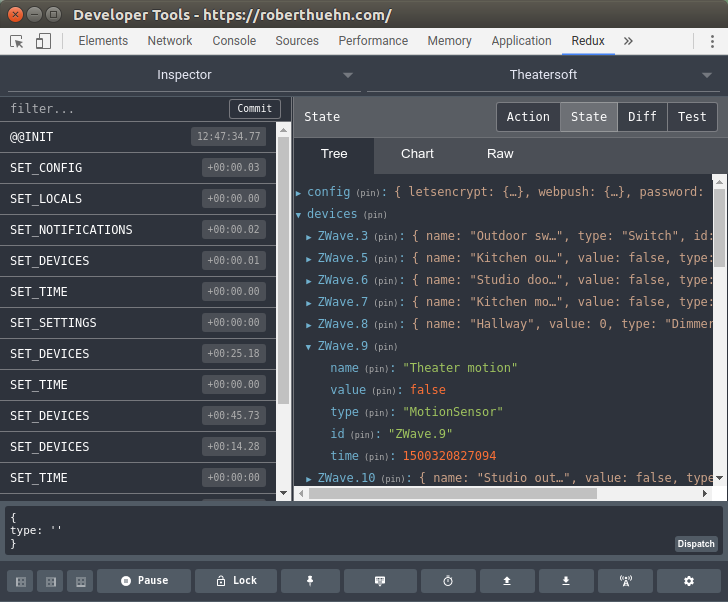 Developer Tools - https://roberthuehn.com/
Elements Network Console Sources Performance Memory Application Redux »
Inspector Theatersoft
filter... Commit
@@INIT 12:47:34.77
SET_CONFIG +00:00.03
SET_LOCALS +00:00.00
SET_NOTIFICATIONS +00:00.02
SET_DEVICES +00:00.01
SET_TIME +00:00.00
SET_SETTINGS +00:00:00
SET_DEVICES +00:25.18
SET_TIME +00:00.00
SET_DEVICES +00:45.73
SET_DEVICES +00:14.28
SET_TIME +00:00:00
State Action State Diff Test
Tree Chart Raw
config (pin): { letsencrypt: {…}, webpush: {…}, password:
devices (pin)
ZWave.3 (pin): { name: "Outdoor sw…", type: "Switch", id:
ZWave.5 (pin): { name: "Kitchen ou…", value: false, type:
ZWave.6 (pin): { name: "Studio doo…", value: false, type:
ZWave.7 (pin): { name: "Kitchen mo…", value: false, type:
ZWave.8 (pin): { name: "Hallway", value: 0, type: "Dimmer
ZWave.9 (pin)
name (pin): "Theater motion"
value (pin): false
type (pin): "MotionSensor"
id (pin): "ZWave.9"
time (pin): 1500320827094
ZWave.10 (pin): { name: "Studio out…", value: false, type
{
type: ''
}
Dispatch
Pause Lock